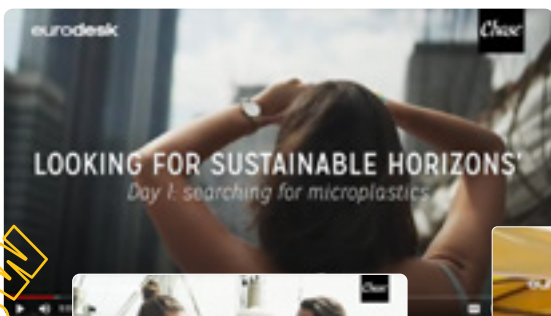 eurodesk
Chase
LOOKING FOR SUSTAINABLE HORIZONS'
Day 1: searching for microplastics
W
Chase